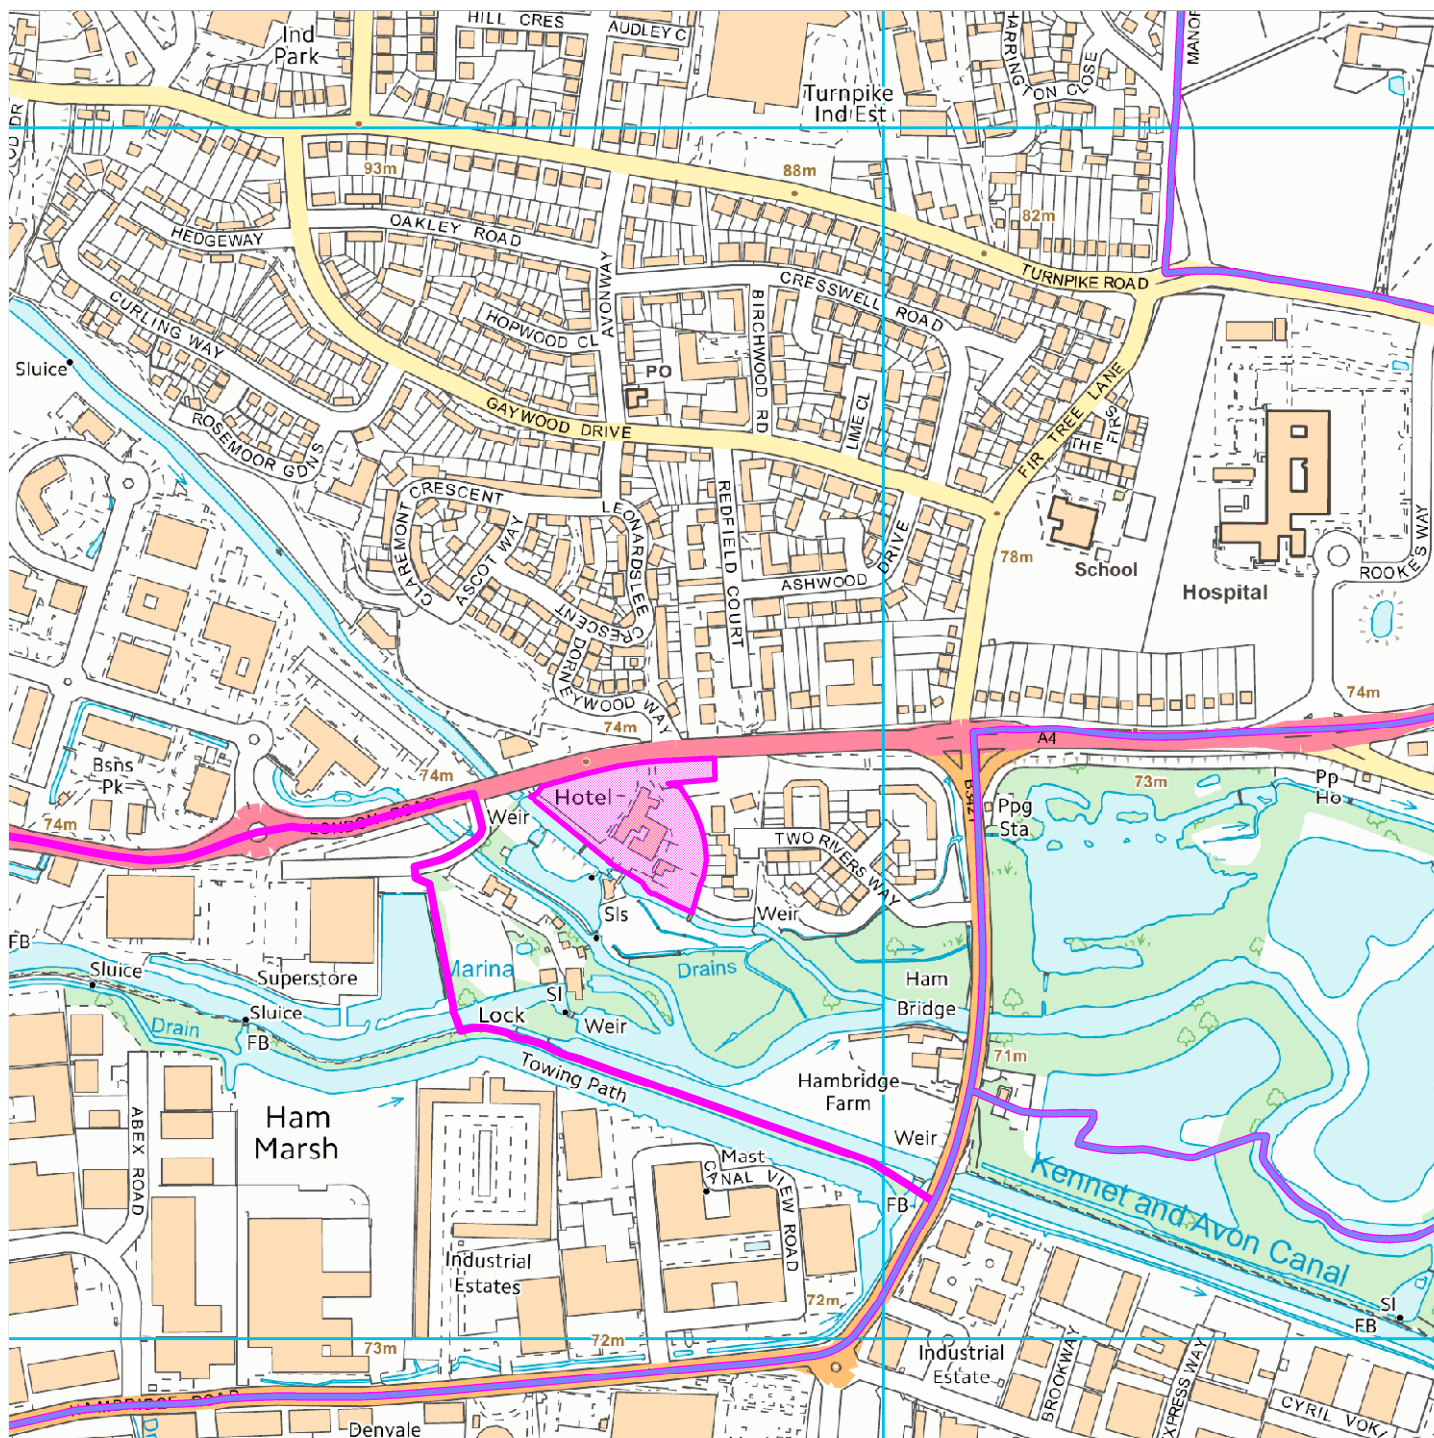 HILL CRES
AUDLEY C
HARRINGTON CLOSE
MANOR
Ind
Park
Turnpike
Ind Est
93m
88m
82m
HEDGEWAY
OAKLEY ROAD
AVONWAY
CRESSWELL ROAD
TURNPIKE ROAD
CURLING WAY
HOPWOOD CL
BIRCHWOOD RD
Sluice
PO
LIME CL
FIR TREE LANE
THE FIRS
GAYWOOD DRIVE
ROSEMOOR GDNS
CLAREMONT CRESCENT
ASCOT WAY
LEONARDSLEE CRESCENT
REDFIELD COURT
ASHWOOD DRIVE
78m
School
Hospital
ROOKES WAY
DORNEYWOOD WAY
74m
74m
A4
B3421
Bsns
Pk
74m
74m
LONDON ROAD
Hotel
Weir
73m
Pp
Ho
Ppg
Sta
TWO RIVERS WAY
Sls
Weir
FB
Sluice
Superstore
Marina
Drains
Ham
Bridge
Sluice
FB
Drain
Sl
Lock
Weir
71m
Towing Path
Hambridge
Farm
Ham
Marsh
ABEX ROAD
Weir
Mast
CANAL VIEW ROAD
FB
Kennet and Avon Canal
Industrial
Estates
72m
Sl
FB
73m
72m
Industrial
Estate
BROOKWAY
EXPRESS WAY
CYRIL VOK
HAMBRIDGE ROAD
Denvale